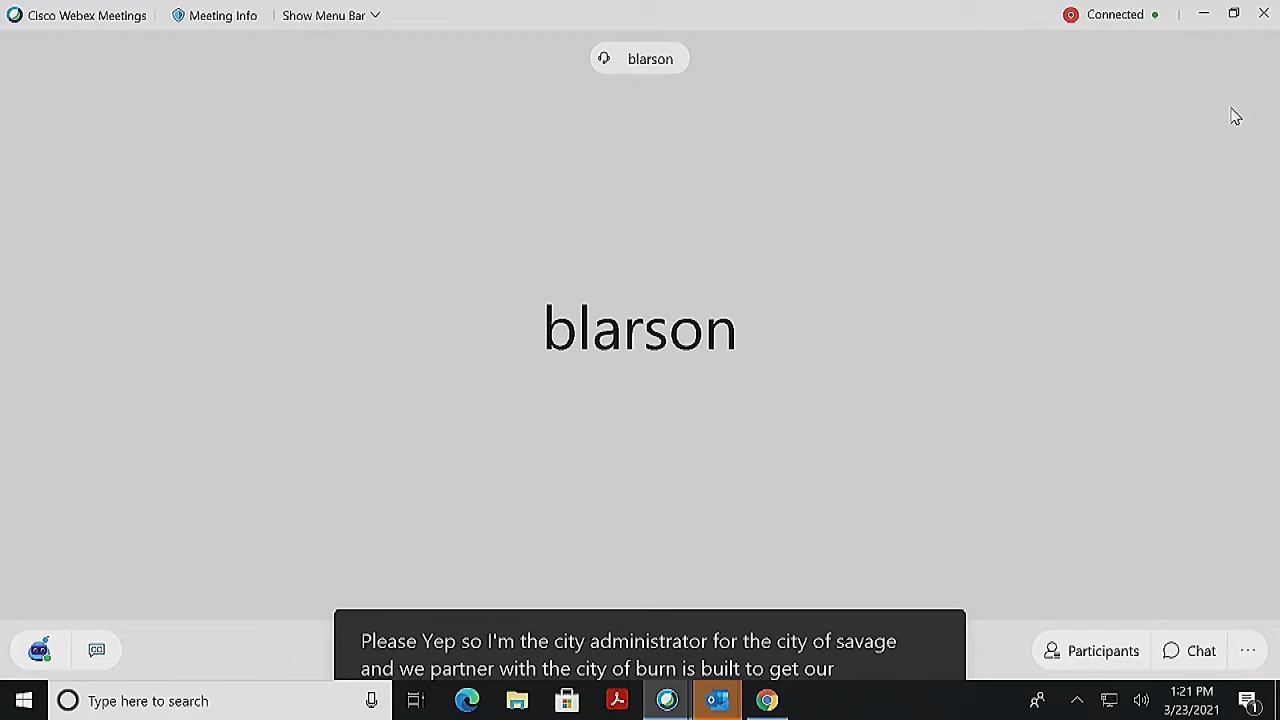 Cisco Webex Meetings
Meeting Info
Show Menu Bar
Connected
blarson
blarson
Please Yep so I'm the city administrator for the city of savage
and we partner with the city of burn is built to get our
Participants
Chat
Type here to search
1:21 PM
3/23/2021
1